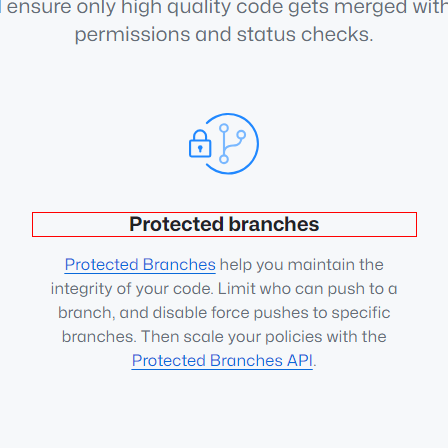 ensure only high quality code gets merged with
permissions and status checks.
Protected branches
Protected Branches help you maintain the
integrity of your code. Limit who can push to a
branch, and disable force pushes to specific
branches. Then scale your policies with the
Protected Branches API.